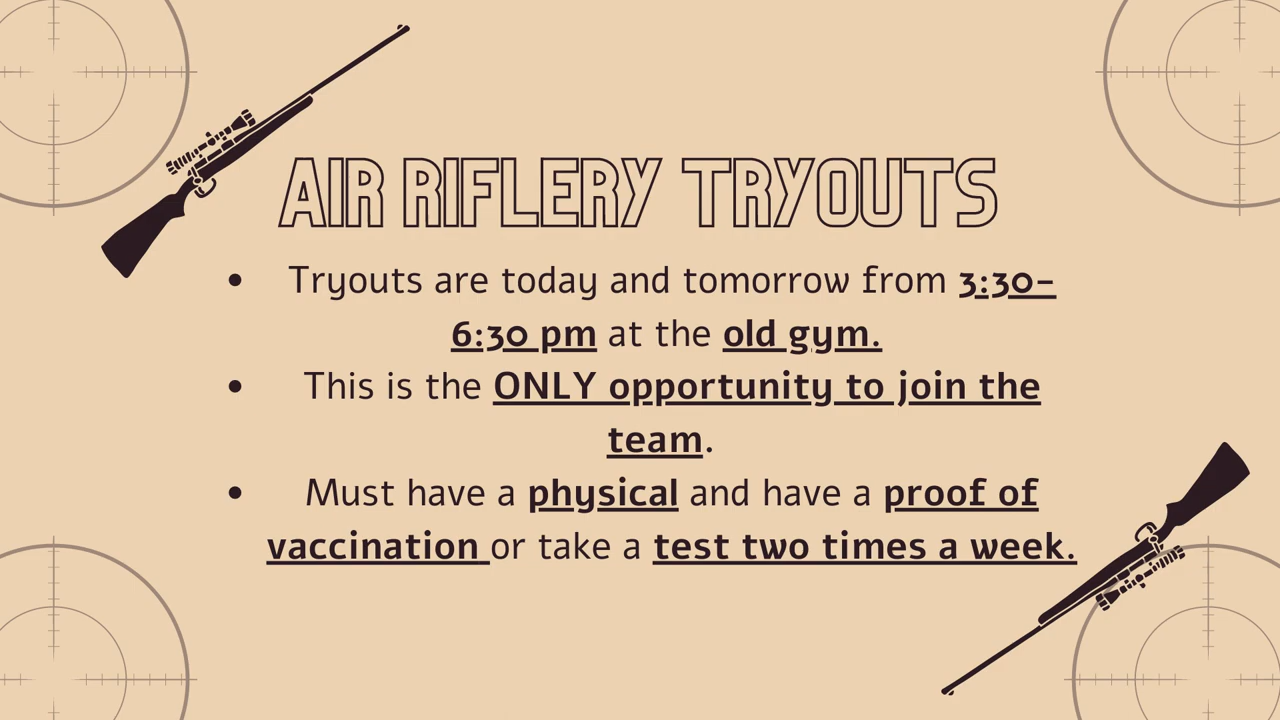 AIR RIFLERY TRYOUTS
• Tryouts are today and tomorrow from 3:30-
6:30 pm at the old gym.
• This is the ONLY opportunity to join the
team.
• Must have a physical and have a proof of
vaccination or take a test two times a week.